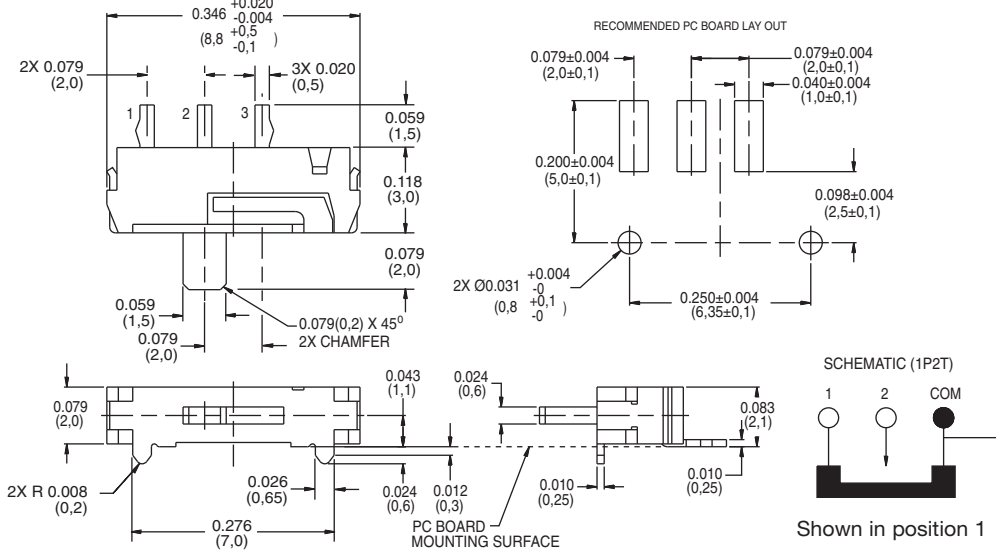 0.346 +0.020 -0.004
(8,8 +0,5 -0,1 )
2X 0.079
(2,0)
3X 0.020
(0,5)
1 2 3
0.059
(1,5)
0.118
(3,0)
0.079
(2,0)
0.059
(1,5)
0.079
(2,0)
0.079(0,2) X 45⁰
2X CHAMFER
RECOMMENDED PC BOARD LAY OUT
0.079±0.004
(2,0±0,1)
0.079±0.004
(2,0±0,1)
0.040±0.004
(1,0±0,1)
0.200±0.004
(5,0±0,1)
0.098±0.004
(2,5±0,1)
2X Ø0.031 +0.004 -0
(0,8 +0,1 -0 )
0.250±0.004
(6,35±0,1)
0.079
(2,0)
0.043
(1,1)
2X R 0.008
(0,2)
0.026
(0,65)
0.276
(7,0)
0.024
(0,6)
0.012
(0,3)
0.024
(0,6)
0.083
(2,1)
0.010
(0,25)
0.010
(0,25)
PC BOARD
MOUNTING SURFACE
SCHEMATIC (1P2T)
1 2 COM
Shown in position 1